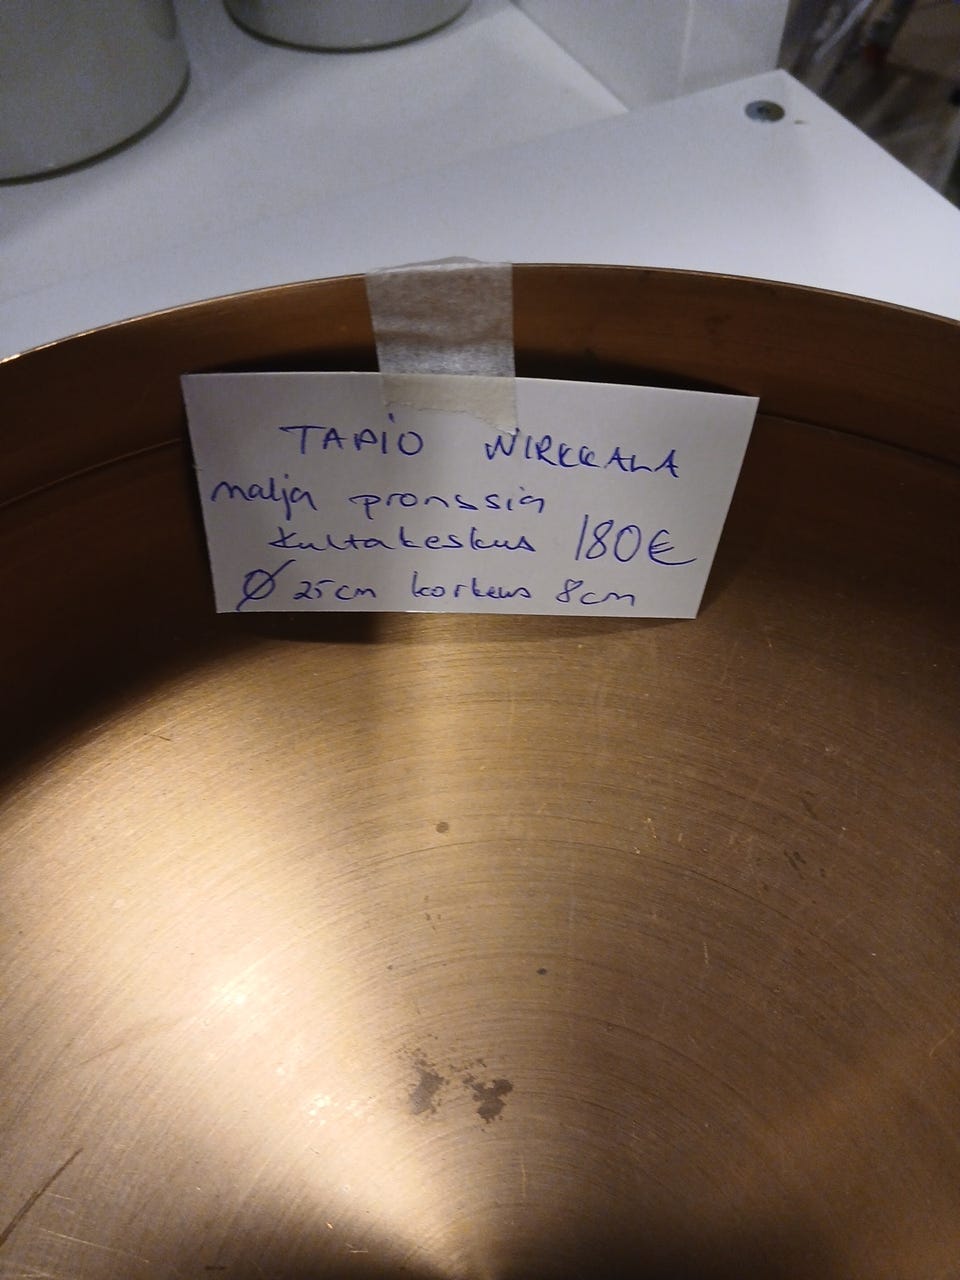 TAPIO WIRKKALA
malja pronssia
Kultakeskus 180€
Ø 25cm korkeus 8cm